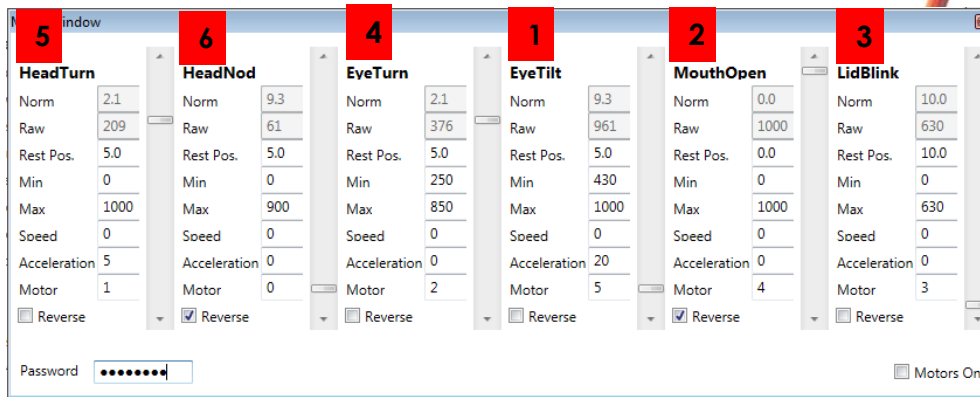 indow
5 6 4 1 2 3
HeadTurn HeadNod EyeTurn EyeTilt MouthOpen LidBlink
Norm 2.1 Norm 9.3 Norm 2.1 Norm 9.3 Norm 0.0 Norm 10.0
Raw 209 Raw 61 Raw 376 Raw 961 Raw 1000 Raw 630
Rest Pos. 5.0 Rest Pos. 5.0 Rest Pos. 5.0 Rest Pos. 5.0 Rest Pos. 0.0 Rest Pos. 10.0
Min 0 Min 0 Min 250 Min 430 Min 0 Min 0
Max 1000 Max 900 Max 850 Max 1000 Max 1000 Max 630
Speed 0 Speed 0 Speed 0 Speed 0 Speed 0 Speed 0
Acceleration 5 Acceleration 0 Acceleration 0 Acceleration 20 Acceleration 0 Acceleration 0
Motor 1 Motor 0 Motor 2 Motor 5 Motor 4 Motor 3
Reverse Reverse Reverse Reverse Reverse Reverse
Password ●●●●●●●● Motors On